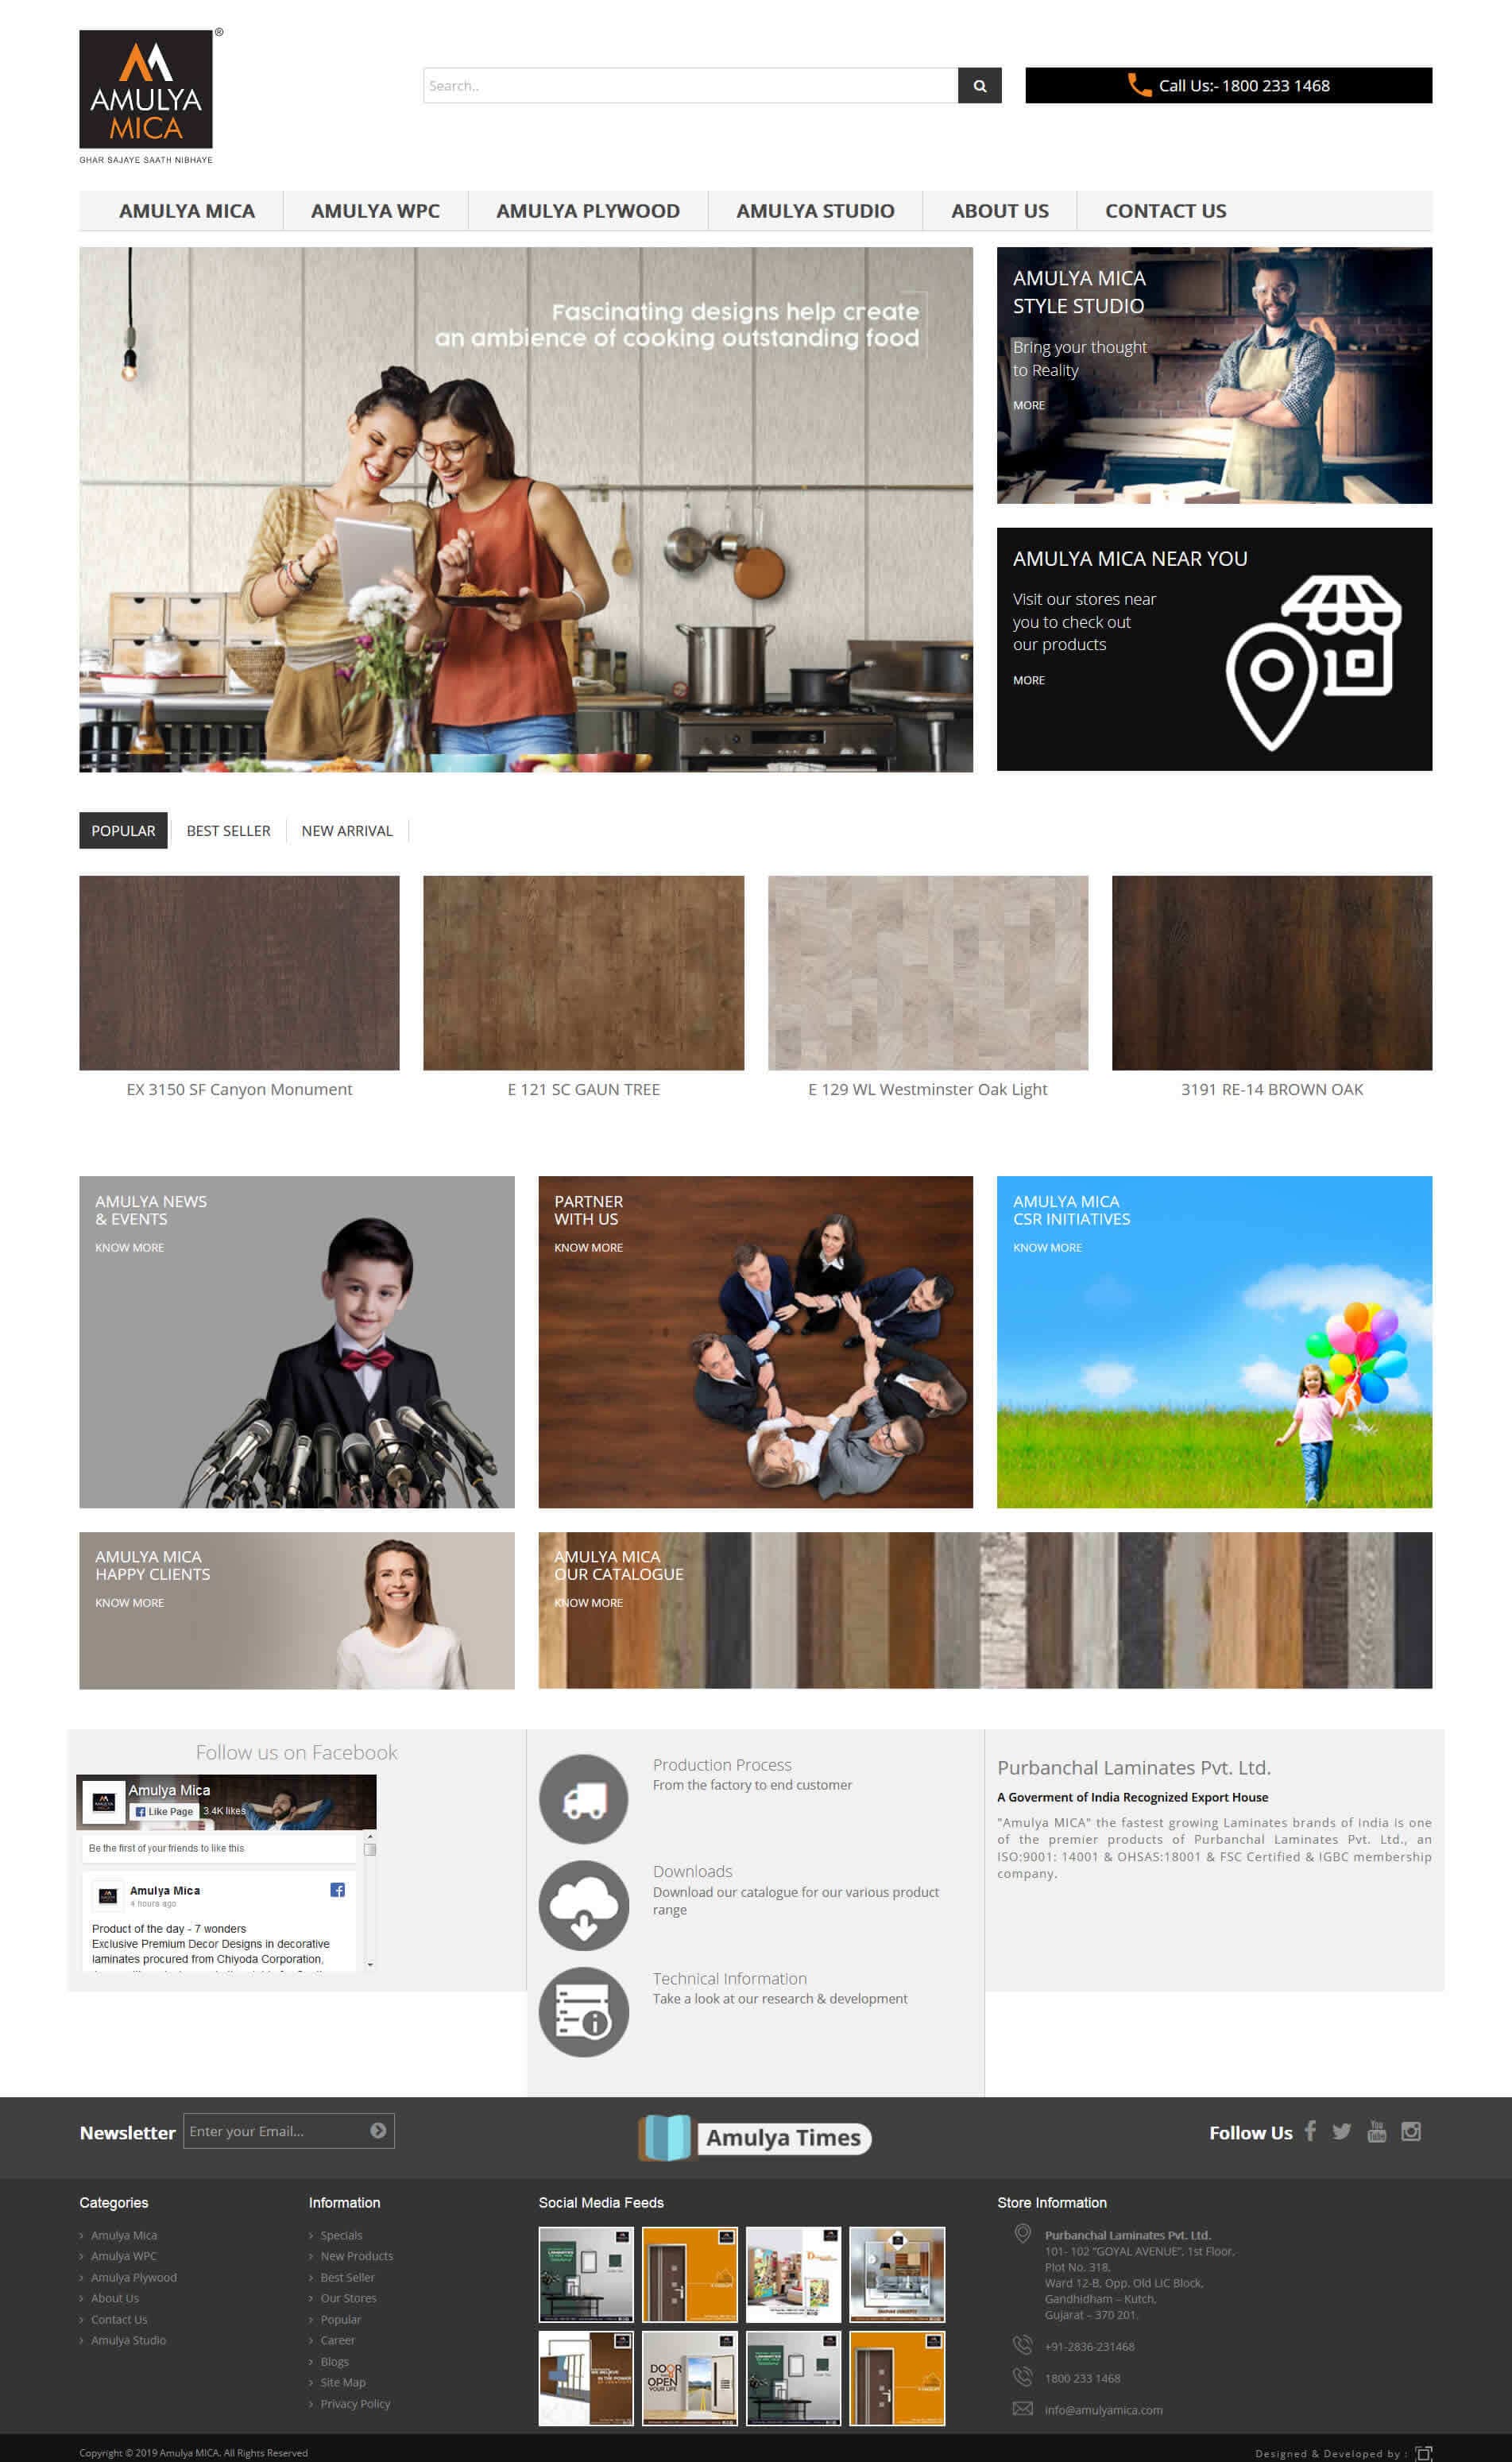 ®
AMULYA
MICA
GHAR SAJAYE SAATH NIBHAYE
Search..
Call Us:- 1800 233 1468
AMULYA MICA
AMULYA WPC
AMULYA PLYWOOD
AMULYA STUDIO
ABOUT US
CONTACT US
Fascinating designs help create
an ambience of cooking outstanding food
AMULYA MICA
STYLE STUDIO
Bring your thought
to Reality
MORE
AMULYA MICA NEAR YOU
Visit our stores near
you to check out
our products
MORE
POPULAR
BEST SELLER
NEW ARRIVAL
EX 3150 SF Canyon Monument
E 121 SC GAUN TREE
E 129 WL Westminster Oak Light
3191 RE-14 BROWN OAK
AMULYA NEWS
& EVENTS
KNOW MORE
PARTNER
WITH US
KNOW MORE
AMULYA MICA
CSR INITIATIVES
KNOW MORE
AMULYA MICA
HAPPY CLIENTS
KNOW MORE
AMULYA MICA
OUR CATALOGUE
KNOW MORE
Follow us on Facebook
Amulya Mica
Like Page
3.4K likes
Be the first of your friends to like this
Amulya Mica
4 hours ago
Product of the day - 7 wonders
Exclusive Premium Decor Designs in decorative
laminates procured from Chiyoda Corporation,
Production Process
From the factory to end customer
Downloads
Download our catalogue for our various product
range
Technical Information
Take a look at our research & development
Purbanchal Laminates Pvt. Ltd.
A Goverment of India Recognized Export House
"Amulya MICA" the fastest growing Laminates brands of India is one
of the premier products of Purbanchal Laminates Pvt. Ltd., an
ISO:9001: 14001 & OHSAS:18001 & FSC Certified & IGBC membership
company.
Newsletter
Enter your Email...
Amulya Times
Follow Us
You
Tube
Categories
Amulya Mica
Amulya WPC
Amulya Plywood
About Us
Contact Us
Amulya Studio
Information
Specials
New Products
Best Seller
Our Stores
Popular
Career
Blogs
Site Map
Privacy Policy
Social Media Feeds
DOOR
OPEN
YOUR LIFE
Store Information
Purbanchal Laminates Pvt. Ltd.
101- 102 "GOYAL AVENUE", 1st Floor,
Plot No. 318,
Ward 12-B, Opp. Old LIC Block,
Gandhidham – Kutch,
Gujarat – 370 201.
+91-2836-231468
1800 233 1468
info@amulyamica.com
Copyright © 2019 Amulya MICA. All Rights Reserved
Designed & Developed by :